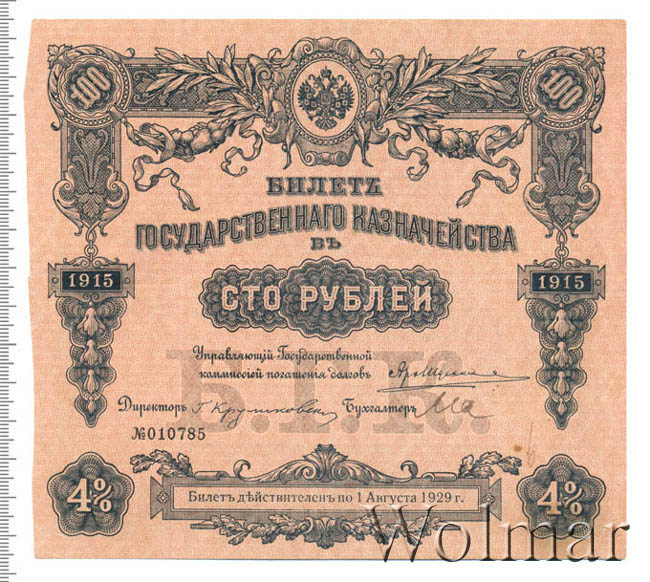 100 100
БИЛЕТЪ
ГОСУДАРСТВЕННАГО КАЗНАЧЕЙСТВА
ВЪ
1915 1915
СТО РУБЛЕЙ
Управляющій Государственной
коммиссіей погашенія долговъ
Директоръ Бухгалтеръ
Б.Г.К.
№010785
4% 4%
Билетъ дѣйствителенъ по 1 Августа 1929 г.
Wolmar